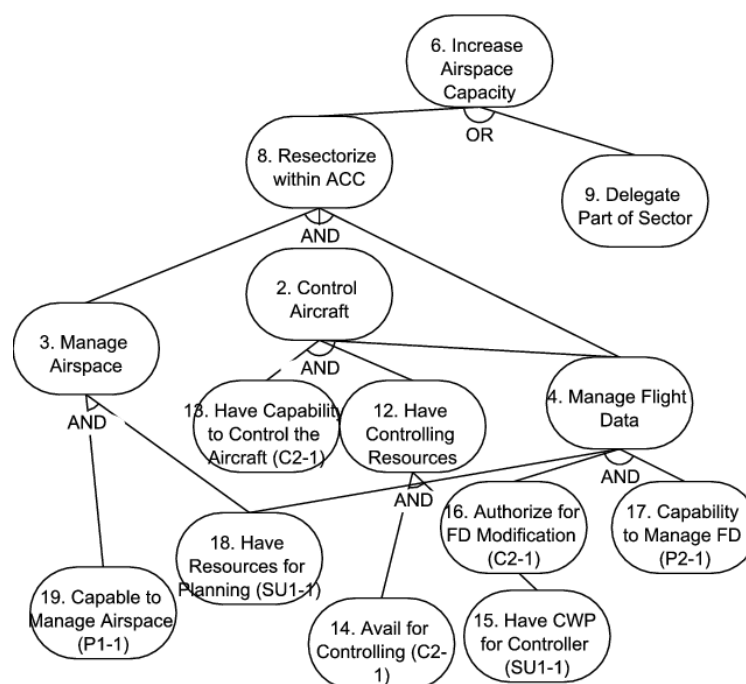 6. Increase
Airspace
Capacity
OR
8. Resectorize
within ACC
9. Delegate
Part of Sector
AND
2. Control
Aircraft
3. Manage
Airspace
AND
4. Manage Flight
Data
13. Have Capability
to Control the
Aircraft (C2-1)
12. Have
Controlling
Resources
AND
AND
AND
16. Authorize for
FD Modification
(C2-1)
17. Capability
to Manage FD
(P2-1)
18. Have
Resources for
Planning (SU1-1)
19. Capable to
Manage Airspace
(P1-1)
14. Avail for
Controlling (C2-
1)
15. Have CWP
for Controller
(SU1-1)